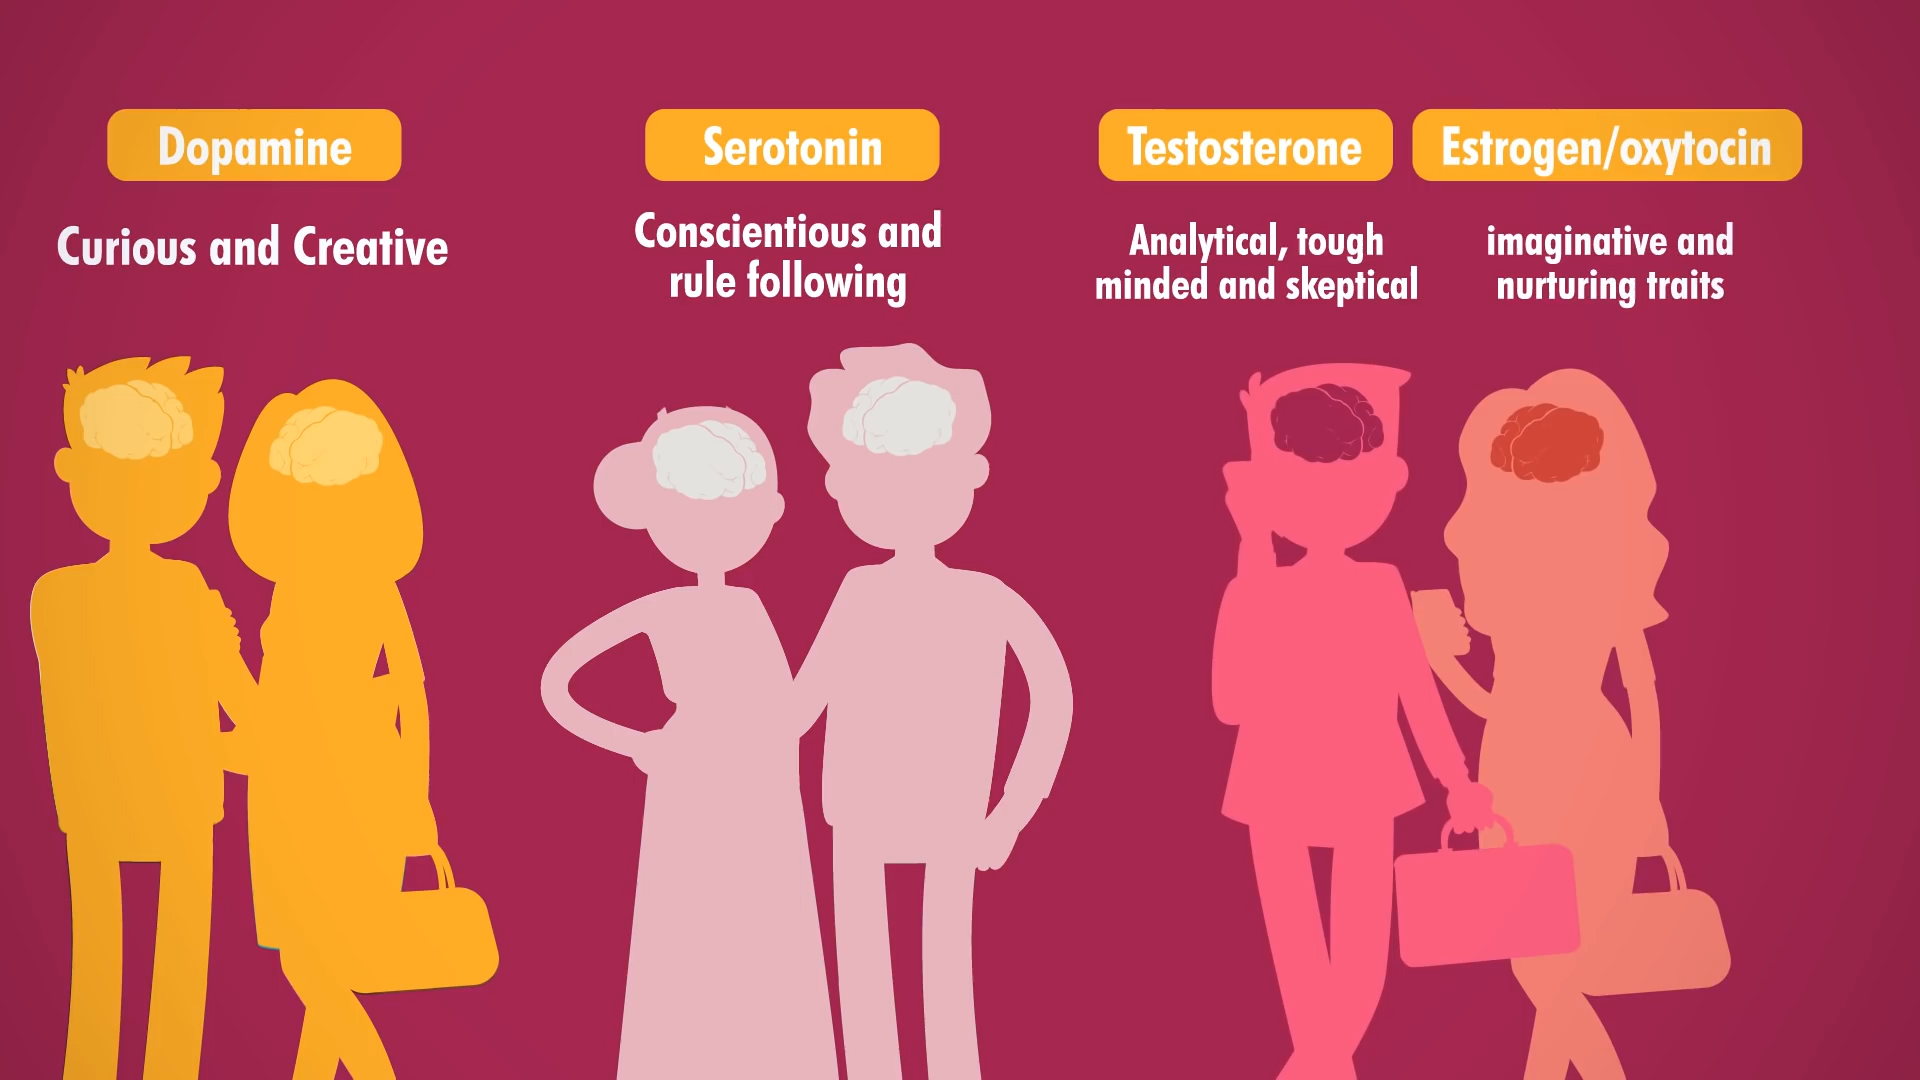 Dopamine
Curious and Creative
Serotonin
Conscientious and
rule following
Testosterone
Analytical, tough
minded and skeptical
Estrogen/oxytocin
imaginative and
nurturing traits